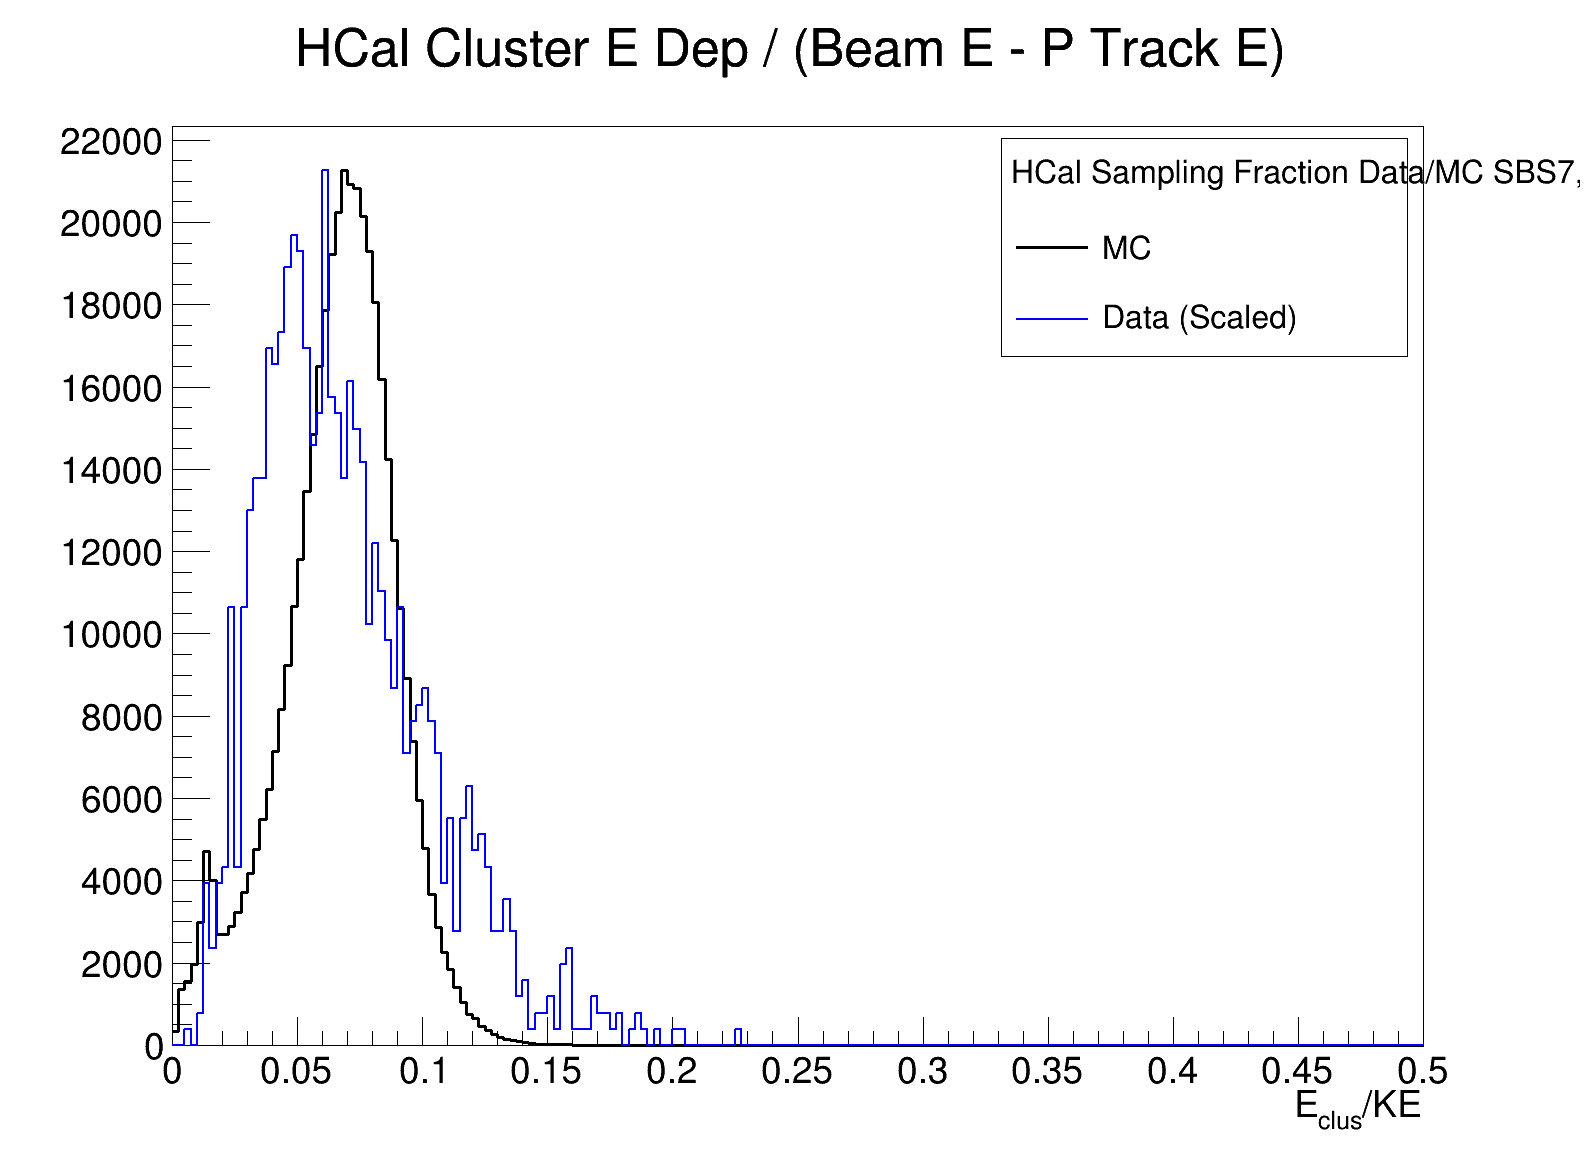 HCal Cluster E Dep / (Beam E - P Track E)
22000
20000
18000
16000
14000
12000
10000
8000
6000
4000
2000
0
HCal Sampling Fraction Data/MC SBS7,
MC
Data (Scaled)
0 0.05 0.1 0.15 0.2 0.25 0.3 0.35 0.4 0.45 0.5
E_clus/KE